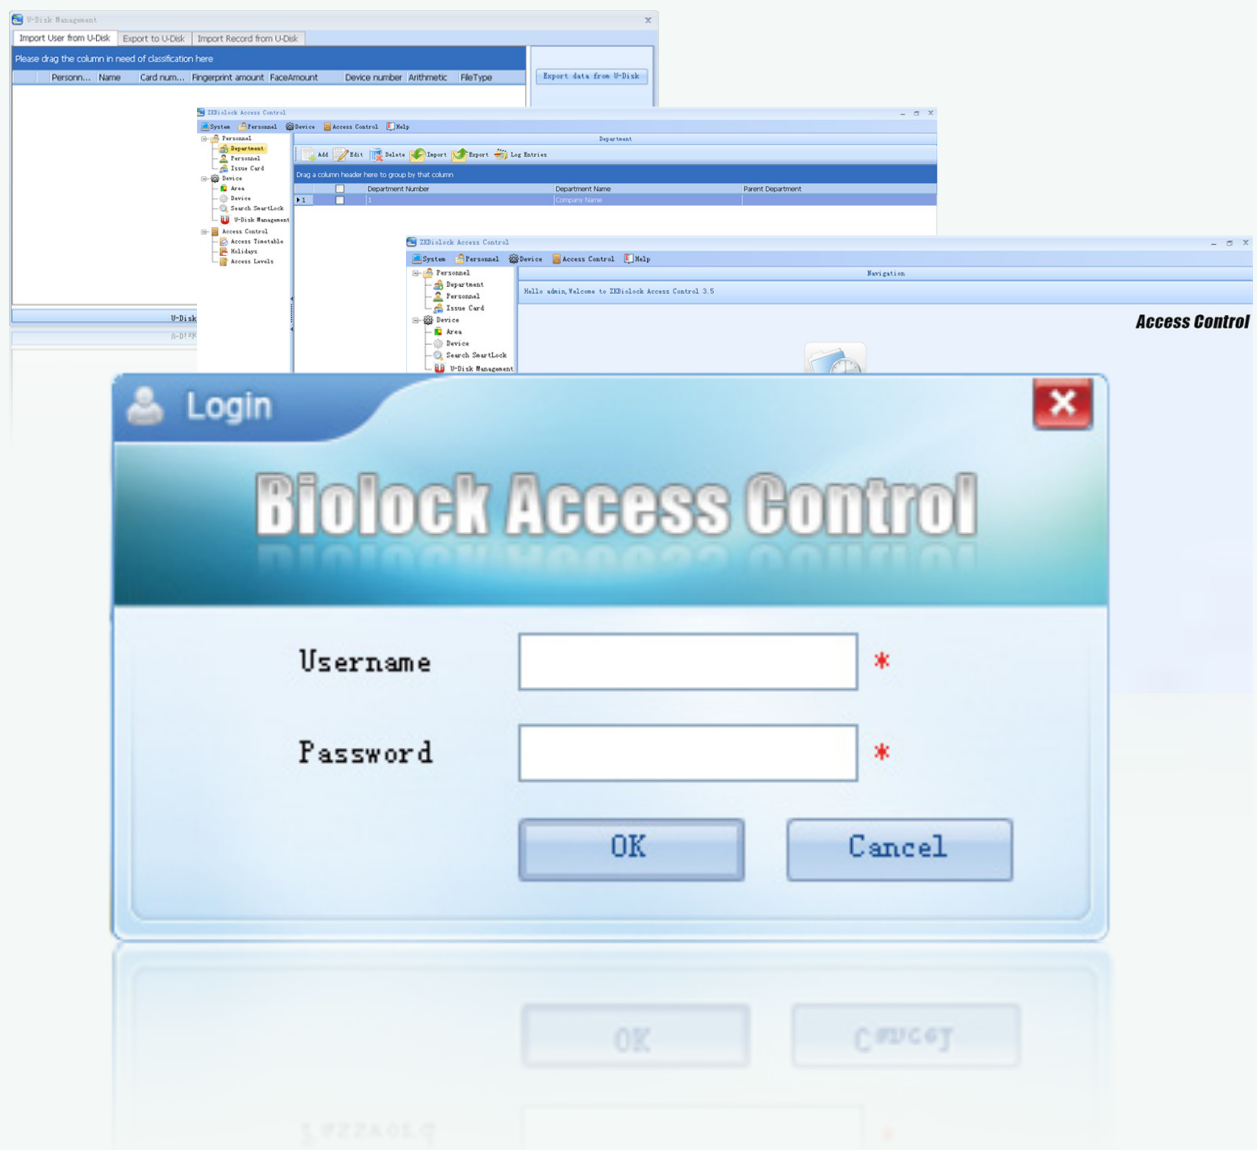 U-Disk Management
Import User from U-Disk Export to U-Disk Import Record from U-Disk
Please drag the column in need of classification here
Personn... Name Card num... Fingerprint amount FaceAmount Device number Arithmetic FileType
Export data from U-Disk
U-Disk
ZKBiolock Access Control
System Personnel Device Access Control Help
Personnel
Department
Personnel
Issue Card
Device
Area
Device
Search SmartLock
U-Disk Management
Access Control
Access Timetable
Holidays
Access Levels
Department
Add Edit Delete Import Export Log Entries
Drag a column header here to group by that column
Department Number Department Name Parent Department
1 1 Company Name
ZKBiolock Access Control
System Personnel Device Access Control Help
Personnel
Department
Personnel
Issue Card
Device
Area
Device
Search SmartLock
U-Disk Management
Navigation
Hello admin,Welcome to ZKBiolock Access Control 3.5
Access Control
Login
Biolock Access Control
Username *
Password *
OK Cancel